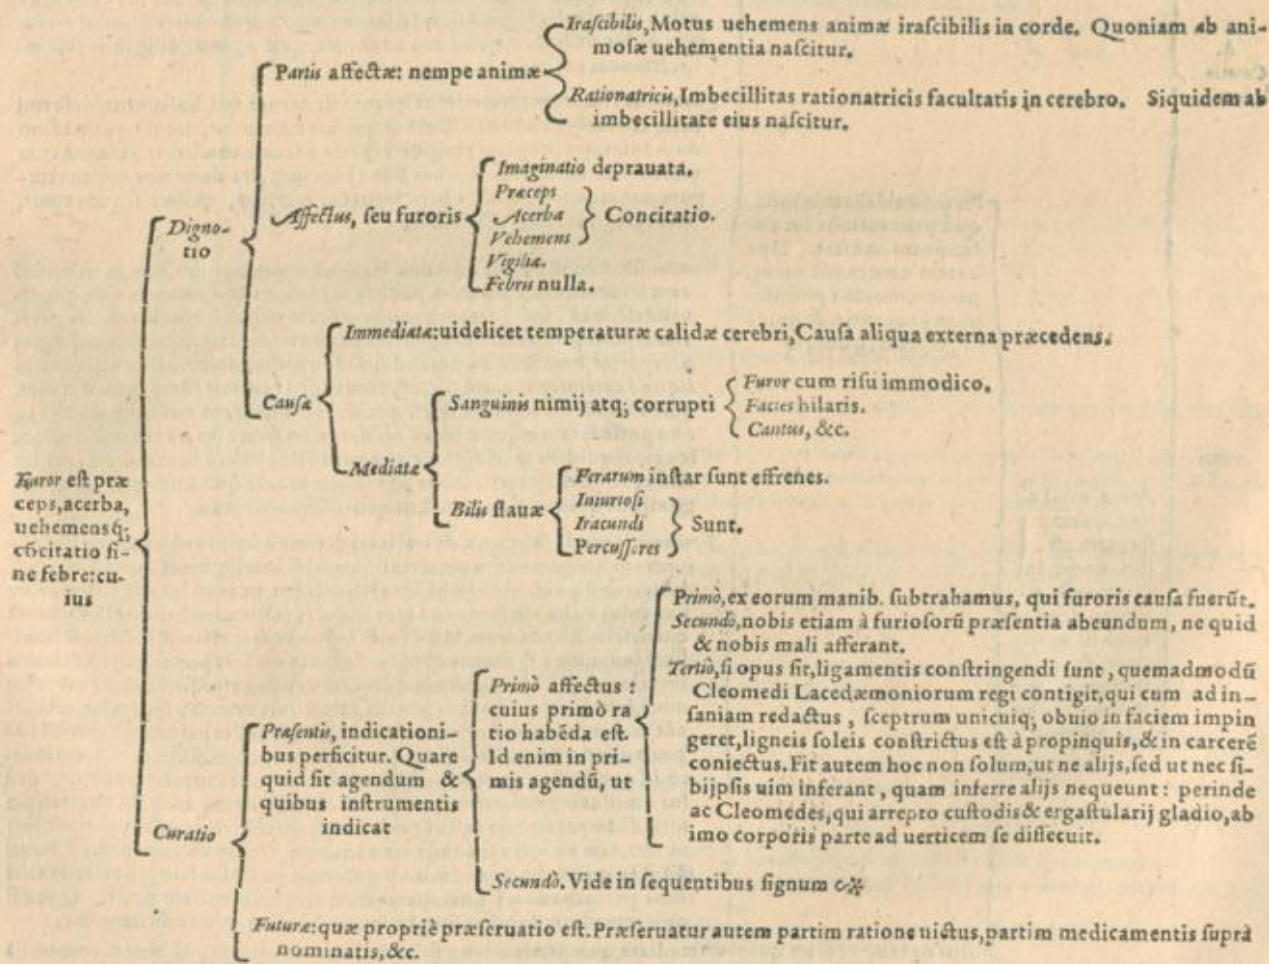 Furor est præ
ceps,acerba,
uehemensq́;
cōcitatio si-
ne febre:cu-
ius
Digno-
tio
Partis affectæ: nempe animæ
Irascibilis, Motus uehemens animæ irascibilis in corde. Quoniam ab ani-
mosæ uehementia nascitur.
Rationatricis, Imbecillitas rationatricis facultatis in cerebro. Siquidem ab
imbecillitate eius nascitur.
Affectus, seu furoris
Imaginatio deprauata.
Præceps
Acerba
Vehemens
Concitatio.
Vigiliæ.
Febris nulla.
Causæ
Immediatæ:uidelicet temperaturæ calidæ cerebri,Causa aliqua externa præcedens.
Mediatæ
Sanguinis nimij atq; corrupti
Furor cum risu immodico.
Facies hilaris.
Cantus, &c.
Bilis flauæ
Ferarum instar sunt effrenes.
Iniuriosi
Iracundi
Percussores
Sunt.
Curatio
Præsentis, indicationi-
bus perficitur. Quare
quid sit agendum &
quibus instrumentis
indicat
Primò affectus :
cuius primò ra
tio habēda est.
Id enim in pri-
mis agendū, ut
Primò,ex eorum manib. subtrahamus, qui furoris causa fuerūt.
Secundò,nobis etiam à furiosorū præsentia abeundum, ne quid
& nobis mali afferant.
Tertiò,si opus sit,ligamentis constringendi sunt, quemadmodū
Cleomedi Lacedæmoniorum regi contigit,qui cum ad in-
saniam redactus , sceptrum unicuiq; obuio in faciem impin
geret,ligneis soleis constrictus est à propinquis,& in carcerē
coniectus. Fit autem hoc non solum,ut ne alijs,sed ut nec si-
bijpsis uim inferant , quam inferre alijs nequeunt : perinde
ac Cleomedes,qui arrepto custodis & ergastularij gladio,ab
imo corporis parte ad uerticem se dissecuit.
Secundò. Vide in sequentibus signum
Futuræ:quæ propriè præseruatio est. Præseruatur autem partim ratione uictus,partim medicamentis suprà
nominatis,&c.